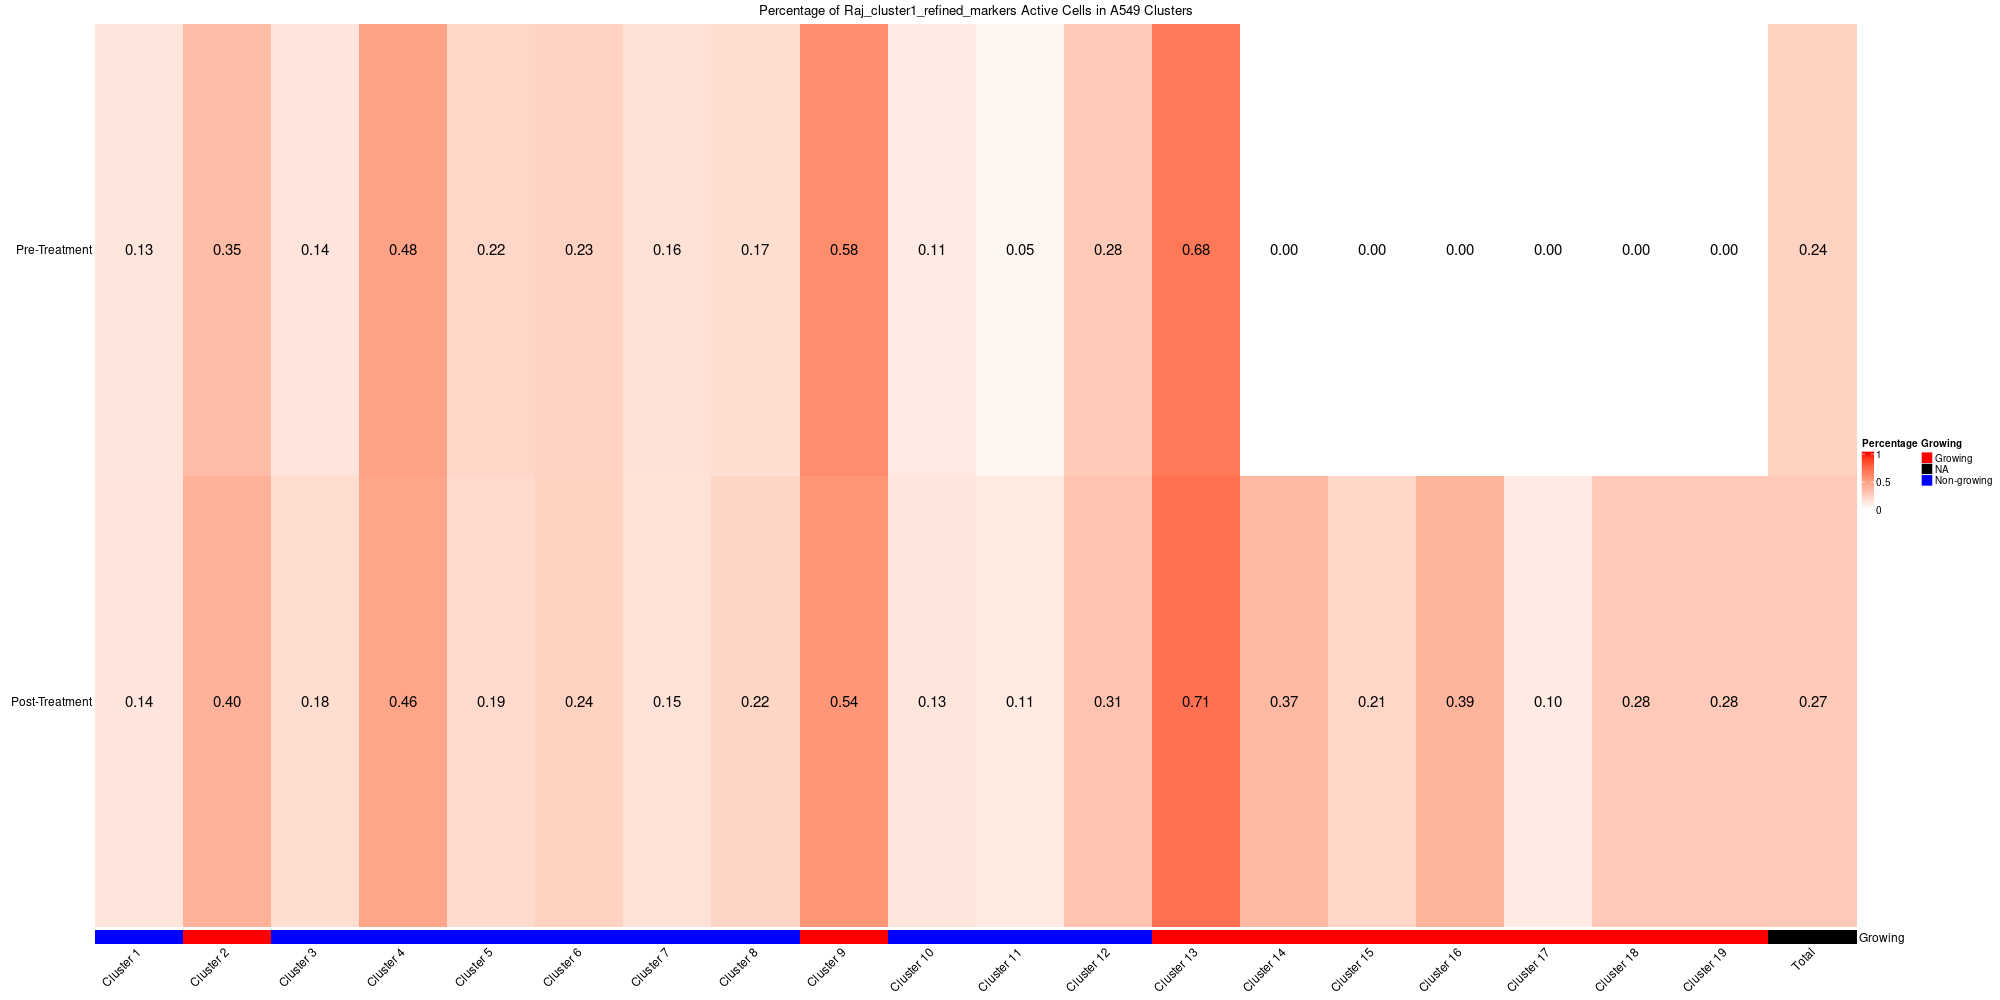 Percentage of Raj_cluster1_refined_markers Active Cells in A549 Clusters
Pre-Treatment 0.13 0.35 0.14 0.48 0.22 0.23 0.16 0.17 0.58 0.11 0.05 0.28 0.68 0.00 0.00 0.00 0.00 0.00 0.00 0.24
Post-Treatment 0.14 0.40 0.18 0.46 0.19 0.24 0.15 0.22 0.54 0.13 0.11 0.31 0.71 0.37 0.21 0.39 0.10 0.28 0.28 0.27
Growing
Cluster 1 Cluster 2 Cluster 3 Cluster 4 Cluster 5 Cluster 6 Cluster 7 Cluster 8 Cluster 9 Cluster 10 Cluster 11 Cluster 12 Cluster 13 Cluster 14 Cluster 15 Cluster 16 Cluster 17 Cluster 18 Cluster 19 Total
Percentage
1
0.5
0
Growing
Growing
NA
Non-growing